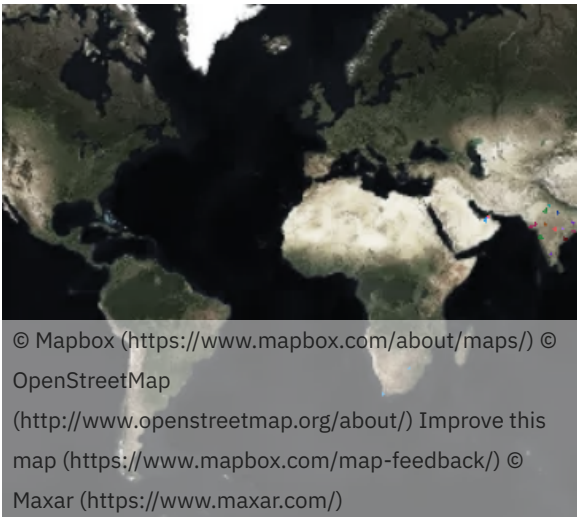 © Mapbox (https://www.mapbox.com/about/maps/) ©
OpenStreetMap
(http://www.openstreetmap.org/about/) Improve this
map (https://www.mapbox.com/map-feedback/) ©
Maxar (https://www.maxar.com/)